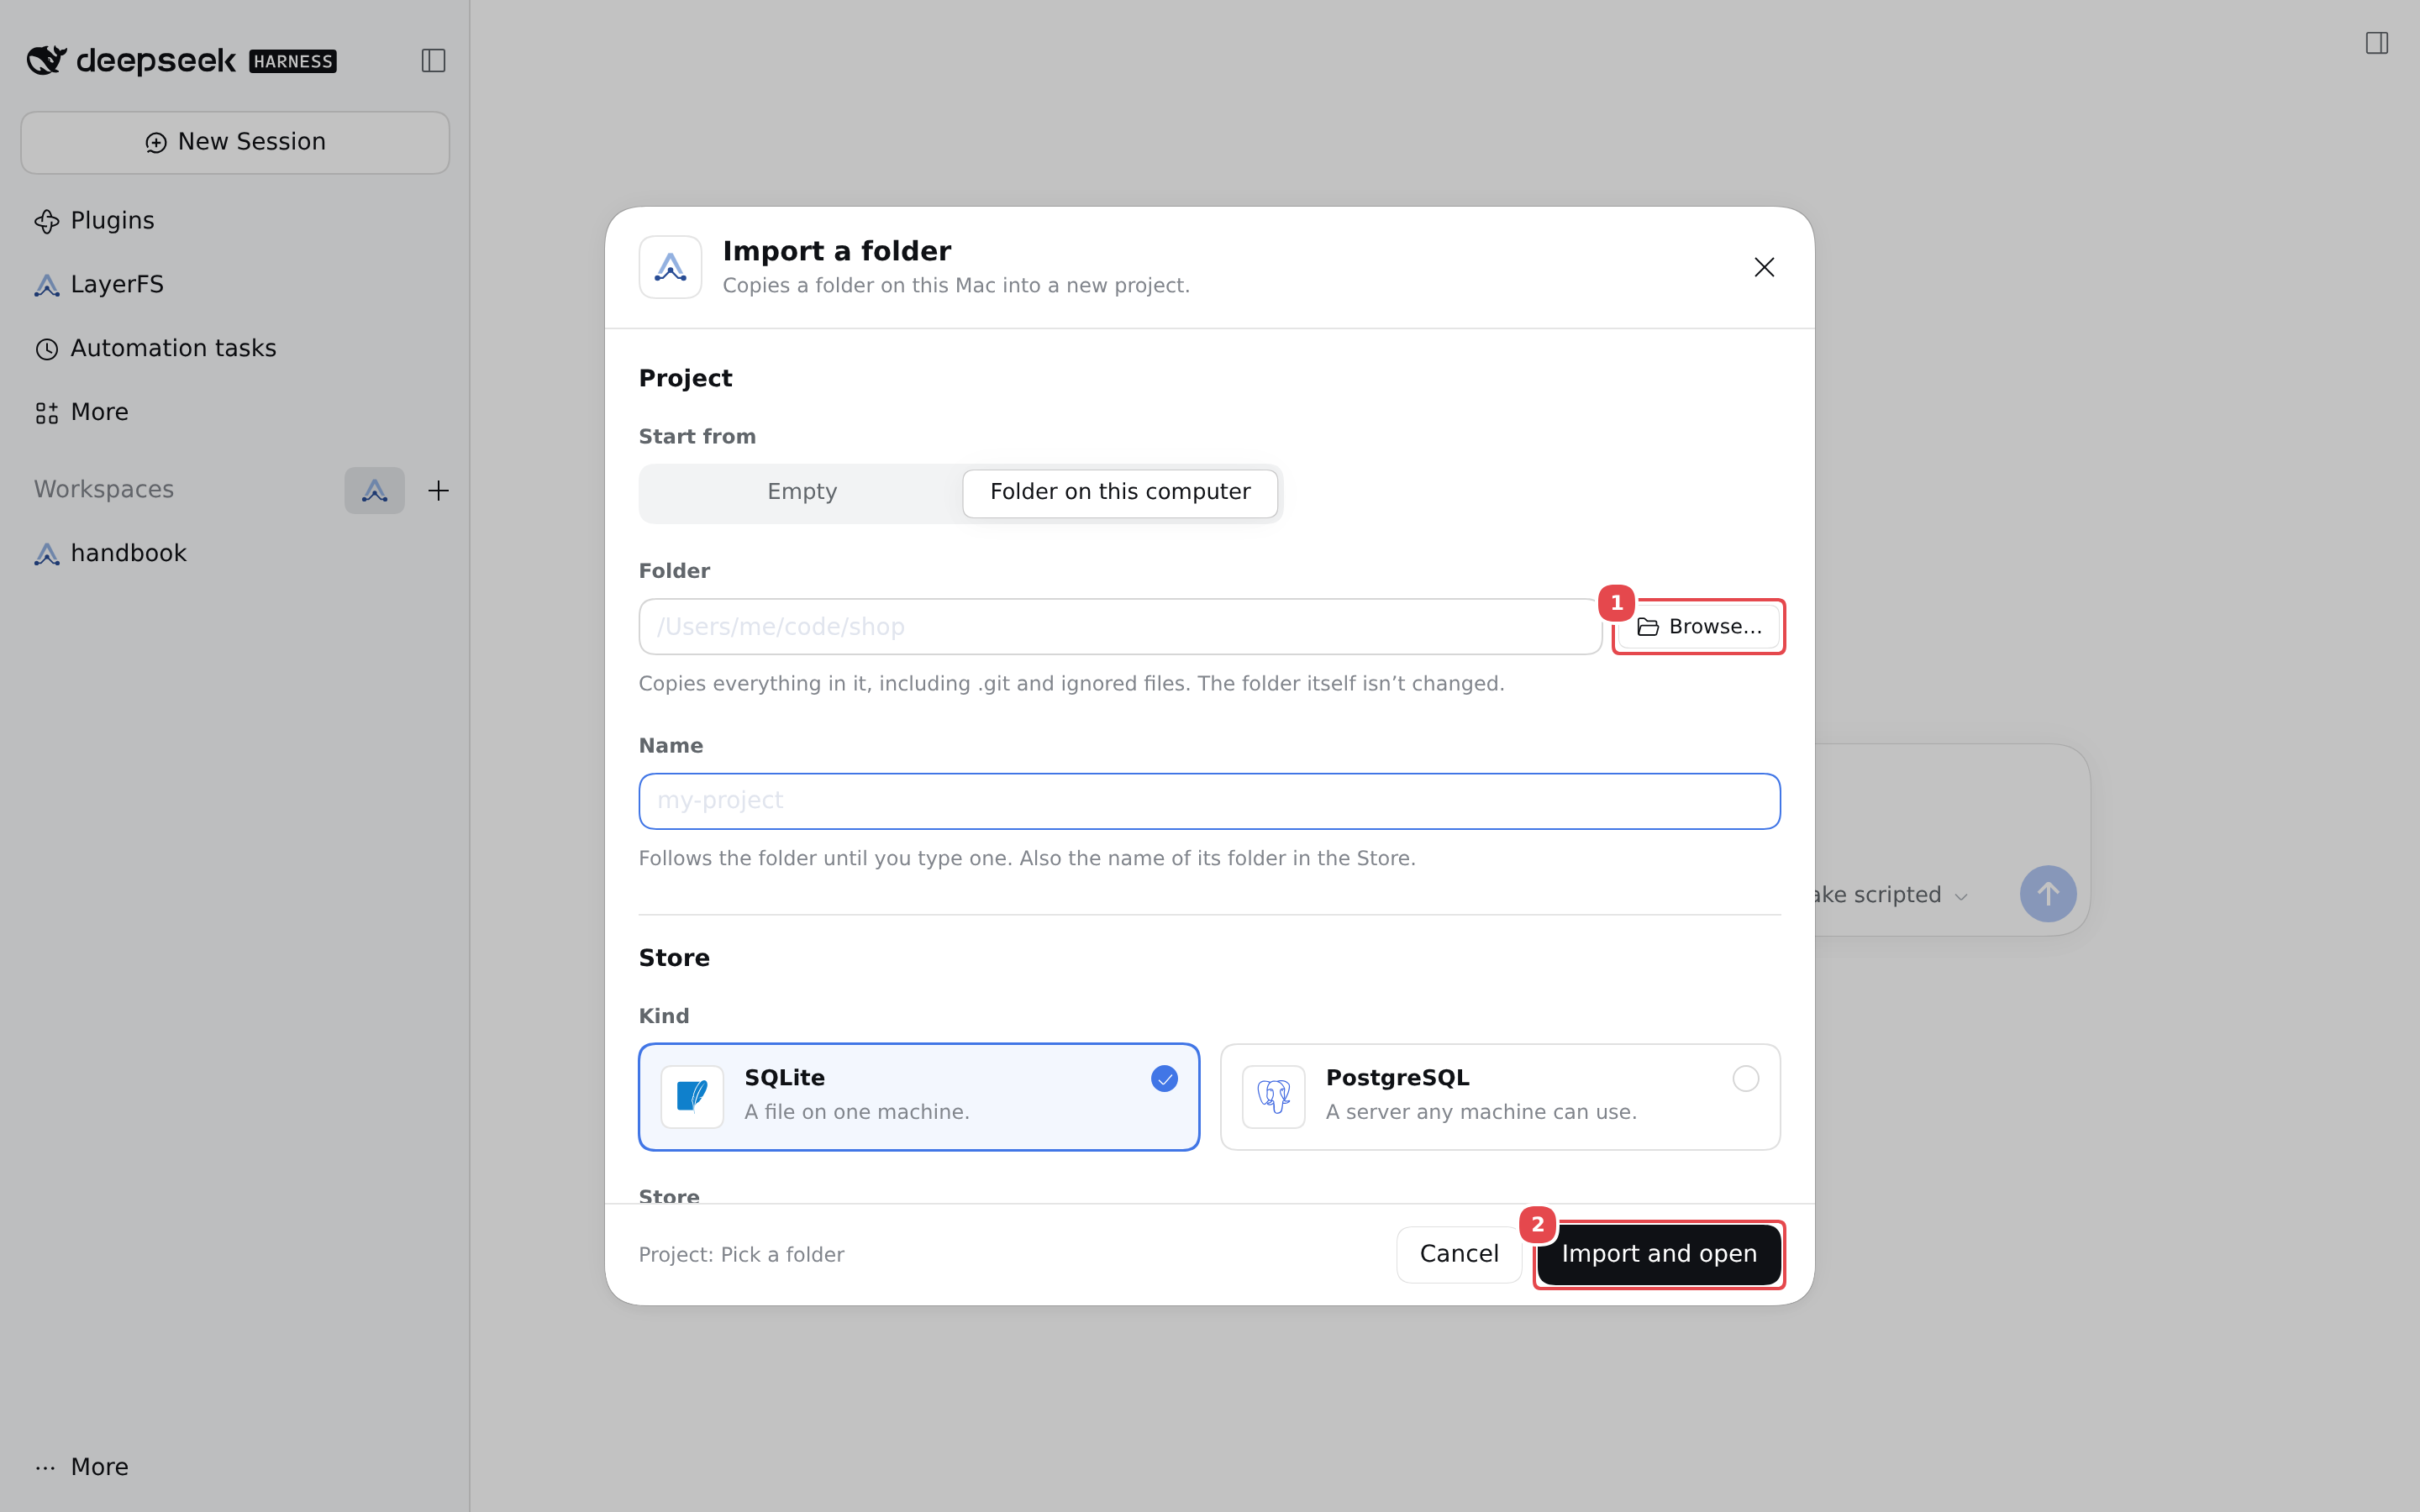 deepseek HARNESS
New Session
Plugins
LayerFS
Automation tasks
More
Workspaces
handbook
More
Import a folder
Copies a folder on this Mac into a new project.
Project
Start from
Empty
Folder on this computer
Folder
/Users/me/code/shop
1
Browse...
Copies everything in it, including .git and ignored files. The folder itself isn’t changed.
Name
my-project
Follows the folder until you type one. Also the name of its folder in the Store.
Store
Kind
SQLite
A file on one machine.
PostgreSQL
A server any machine can use.
Store
Project: Pick a folder
Cancel
2
Import and open
scripted